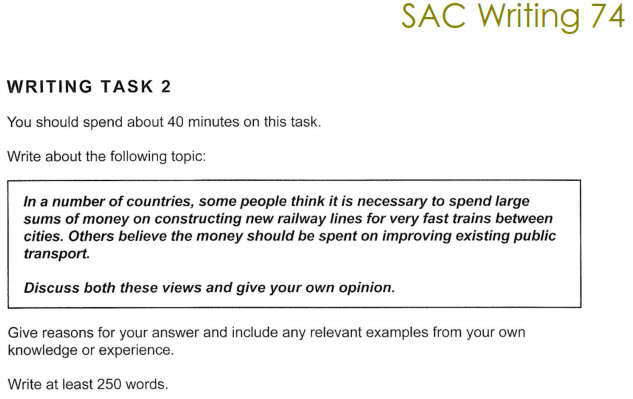 SAC Writing 74
WRITING TASK 2
You should spend about 40 minutes on this task.
Write about the following topic:
In a number of countries, some people think it is necessary to spend large
sums of money on constructing new railway lines for very fast trains between
cities. Others believe the money should be spent on improving existing public
transport.
Discuss both these views and give your own opinion.
Give reasons for your answer and include any relevant examples from your own
knowledge or experience.
Write at least 250 words.